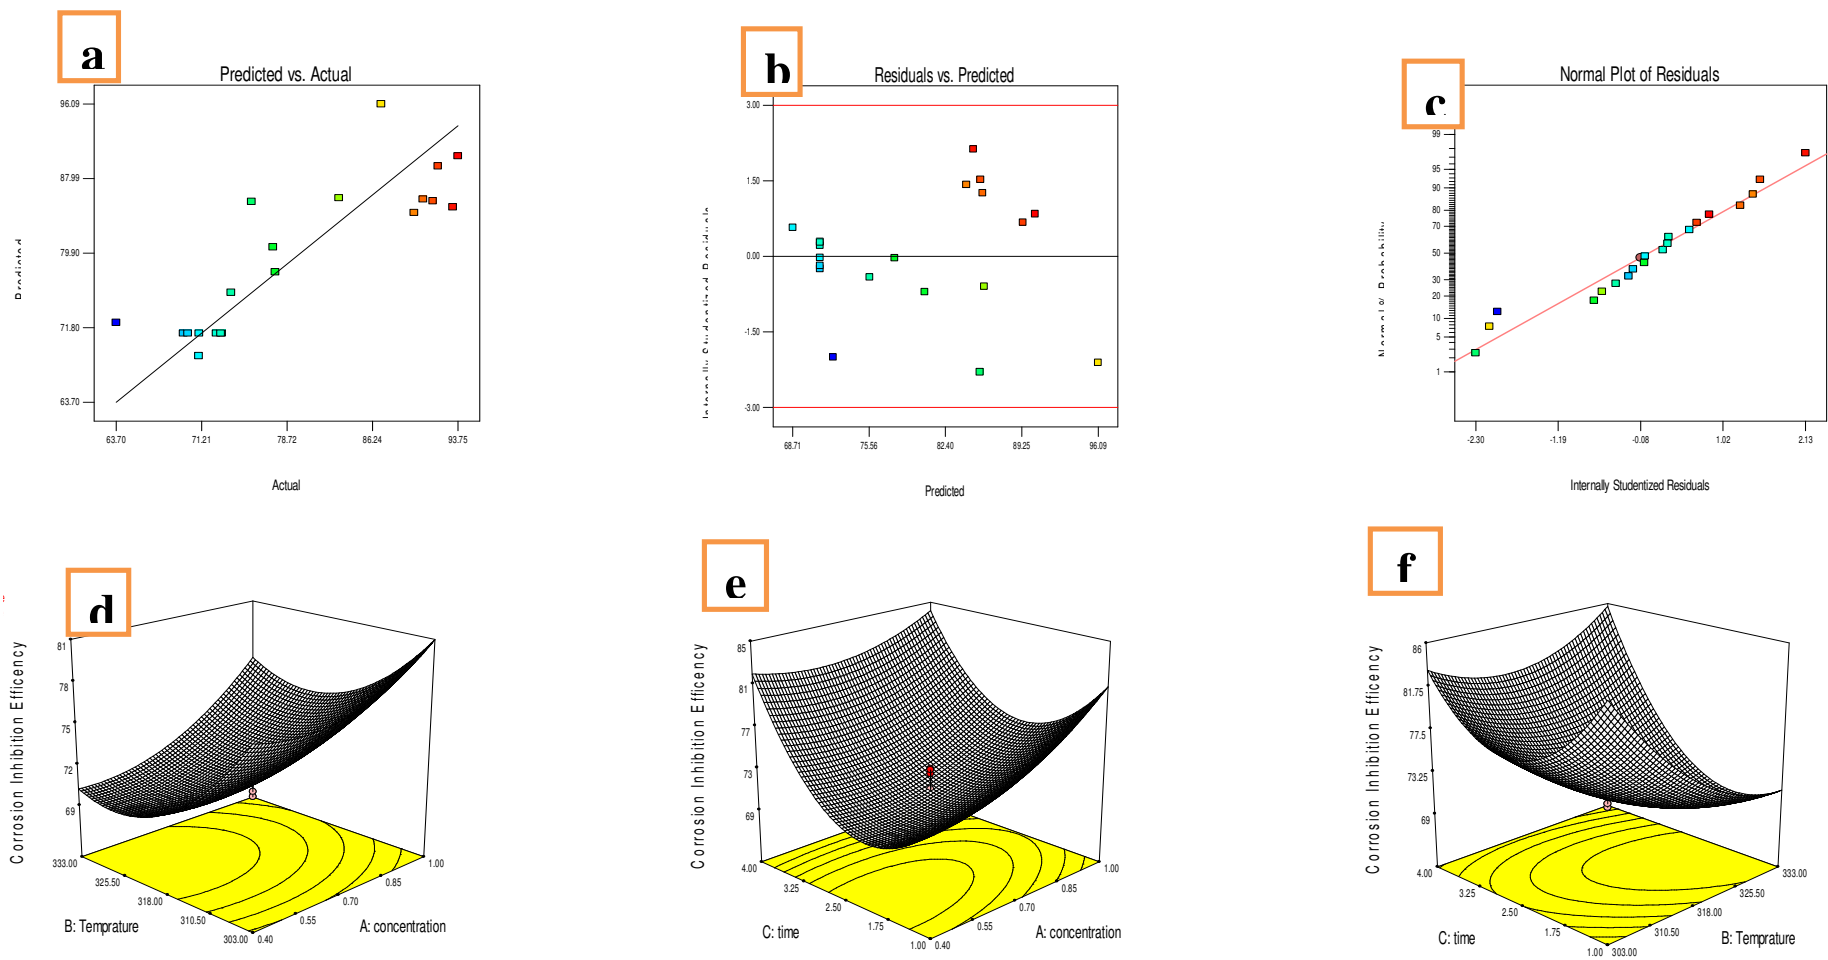 a
Predicted vs. Actual
96.09
87.99
79.90
71.80
63.70
63.70 71.21 78.72 86.24 93.75
Predicted
Actual
b
Residuals vs. Predicted
3.00
1.50
0.00
-1.50
-3.00
68.71 75.56 82.40 89.25 96.09
Internally Studentized Residuals
Predicted
c
Normal Plot of Residuals
99
95
90
80
70
50
30
20
10
5
1
-2.30 -1.19 -0.08 1.02 2.13
Normal % Probability
Internally Studentized Residuals
d
Corrosion Inhibition Efficency
81
78
75
72
69
333.00
325.50
318.00
310.50
303.00
0.40
0.55
0.70
0.85
1.00
B: Temprature
A: concentration
e
Corrosion Inhibition Efficency
85
81
77
73
69
4.00
3.25
2.50
1.75
1.00
0.40
0.55
0.70
0.85
1.00
C: time
A: concentration
f
Corrosion Inhibition Efficency
86
81.75
77.5
73.25
69
4.00
3.25
2.50
1.75
1.00
303.00
310.50
318.00
325.50
333.00
C: time
B: Temprature